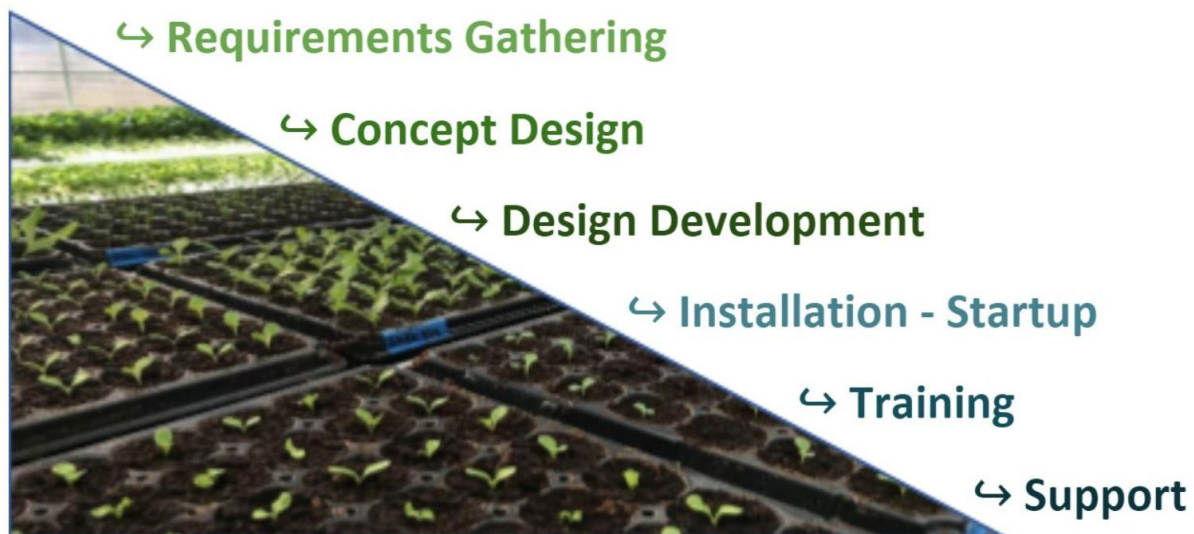 ↪ Requirements Gathering
↪ Concept Design
↪ Design Development
↪ Installation - Startup
↪ Training
↪ Support